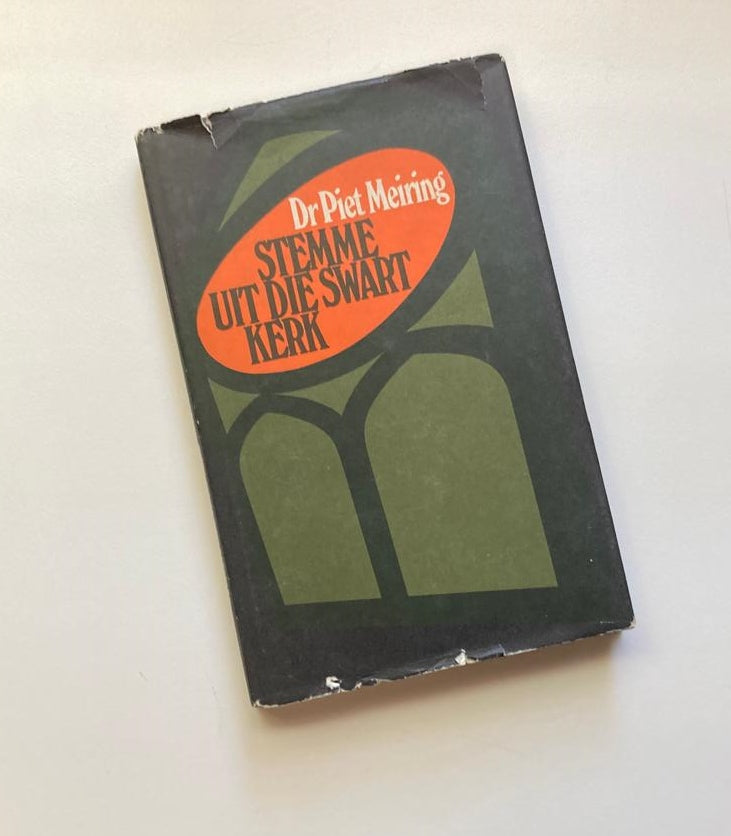 Dr Piet Meiring
STEMME
UIT DIE SWART
KERK